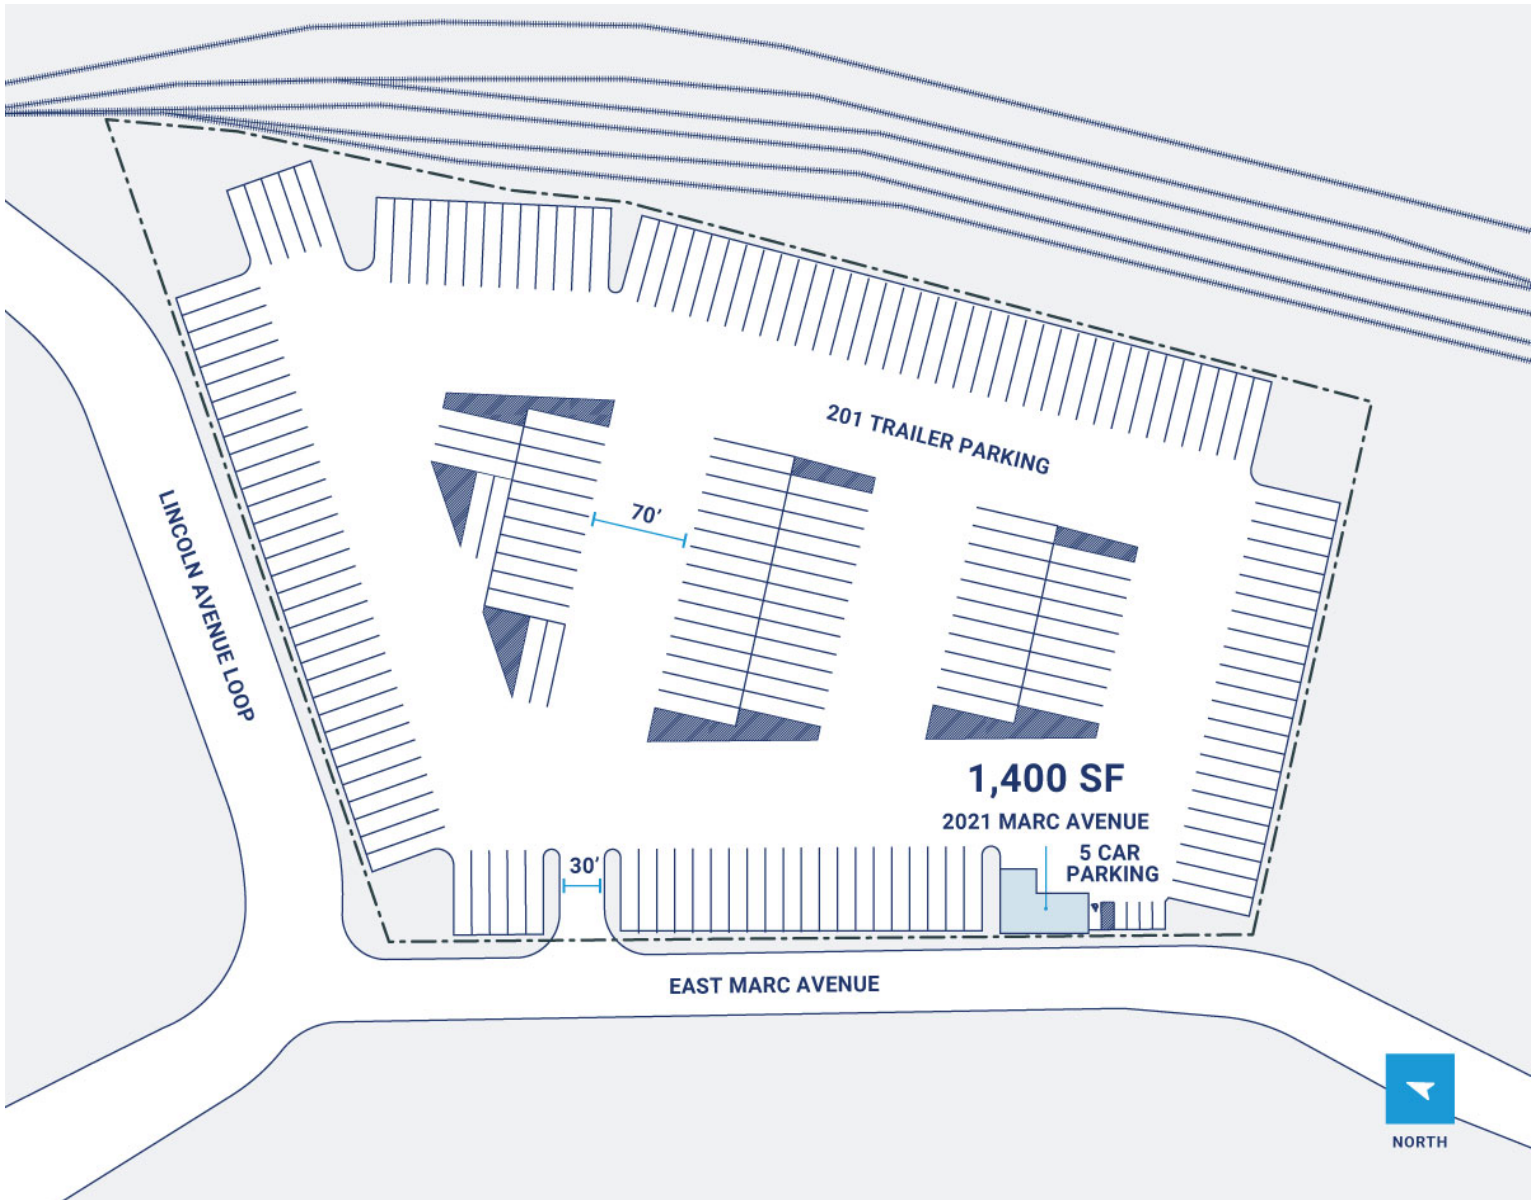 201 TRAILER PARKING
70’
LINCOLN AVENUE LOOP
1,400 SF
2021 MARC AVENUE
5 CAR
PARKING
30’
EAST MARC AVENUE
NORTH